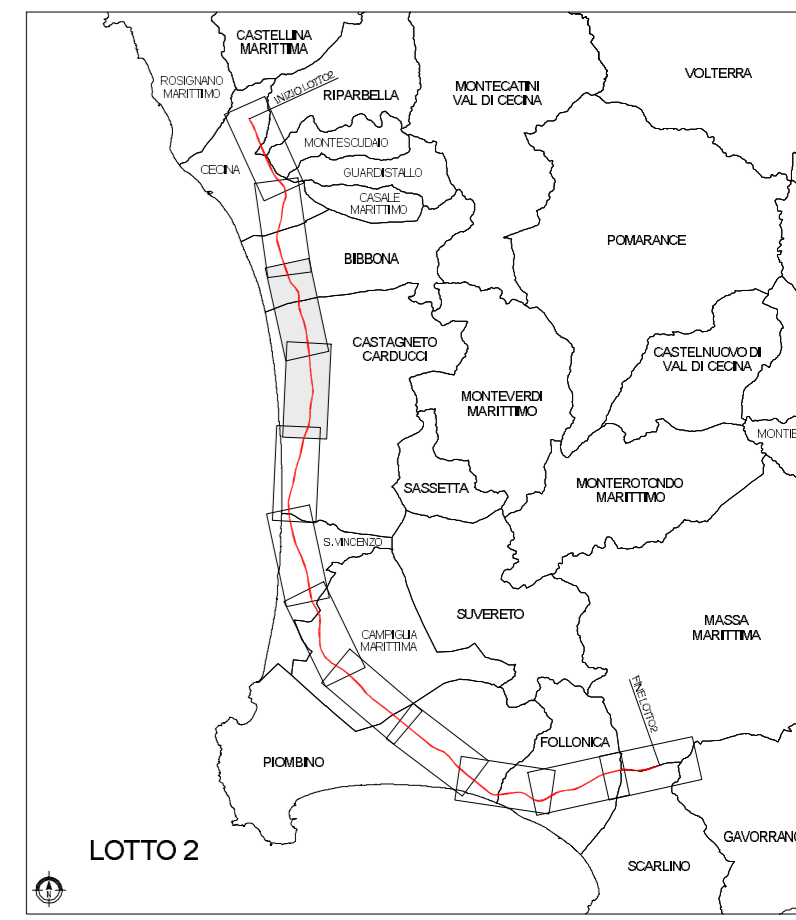 CASTELLINA
MARITTIMA
ROSIGNANO
MARITTIMO
INIZIO LOTTO2
RIPARBELLA
MONTECATINI
VAL DI CECINA
VOLTERRA
MONTESCUDAIO
CECINA
GUARDISTALLO
CASALE
MARITTIMO
BIBBONA
POMARANCE
CASTAGNETO
CARDUCCI
CASTELNUOVO DI
VAL DI CECINA
MONTEVERDI
MARITTIMO
MONTIE
SASSETTA
MONTEROTONDO
MARITTIMO
S. VINCENZO
SUVERETO
MASSA
MARITTIMA
CAMPIGLIA
MARITTIMA
FINE LOTTO2
FOLLONICA
PIOMBINO
GAVORRANO
LOTTO 2
SCARLINO
N